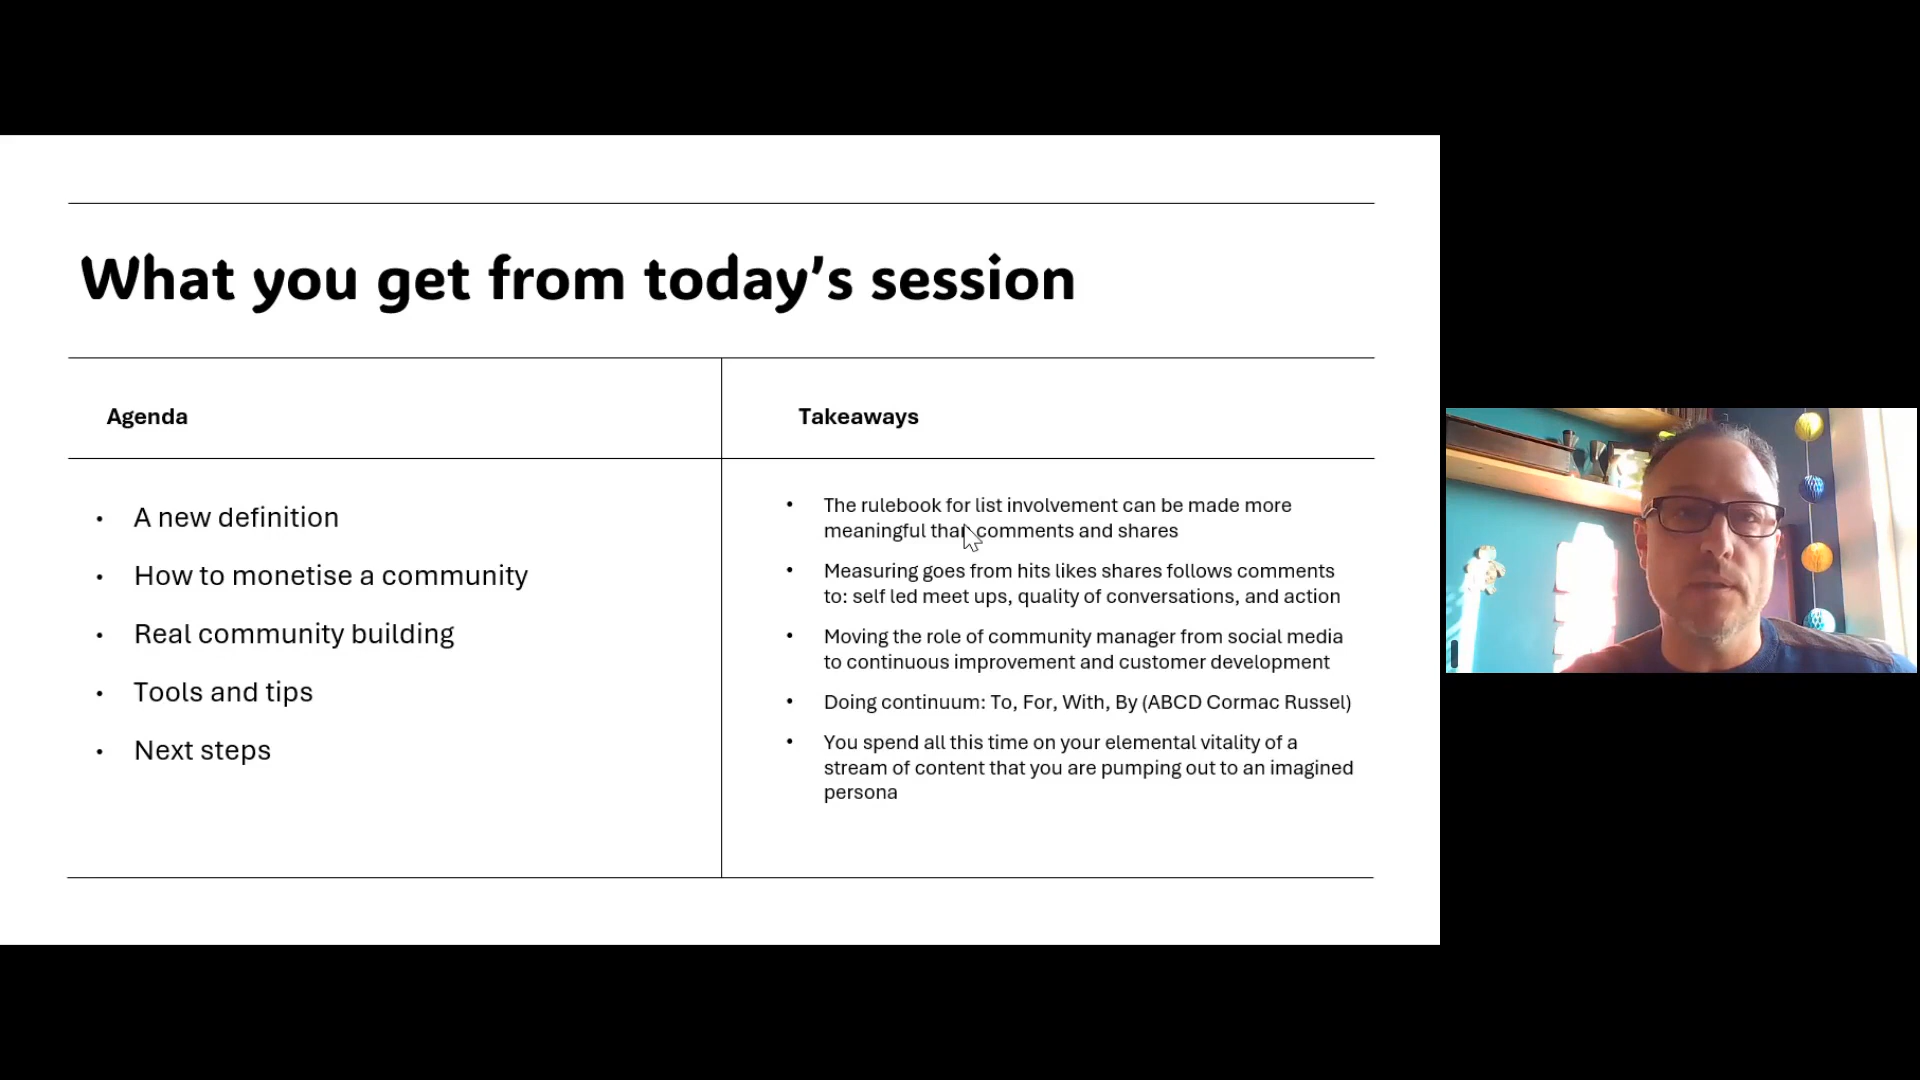 What you get from today's session
Agenda
A new definition
How to monetise a community
Real community building
Tools and tips
Next steps
Takeaways
The rulebook for list involvement can be made more
meaningful than comments and shares
Measuring goes from hits likes shares follows comments
to: self led meet ups, quality of conversations, and action
Moving the role of community manager from social media
to continuous improvement and customer development
Doing continuum: To, For, With, By (ABCD Cormac Russel)
You spend all this time on your elemental vitality of a
stream of content that you are pumping out to an imagined
persona